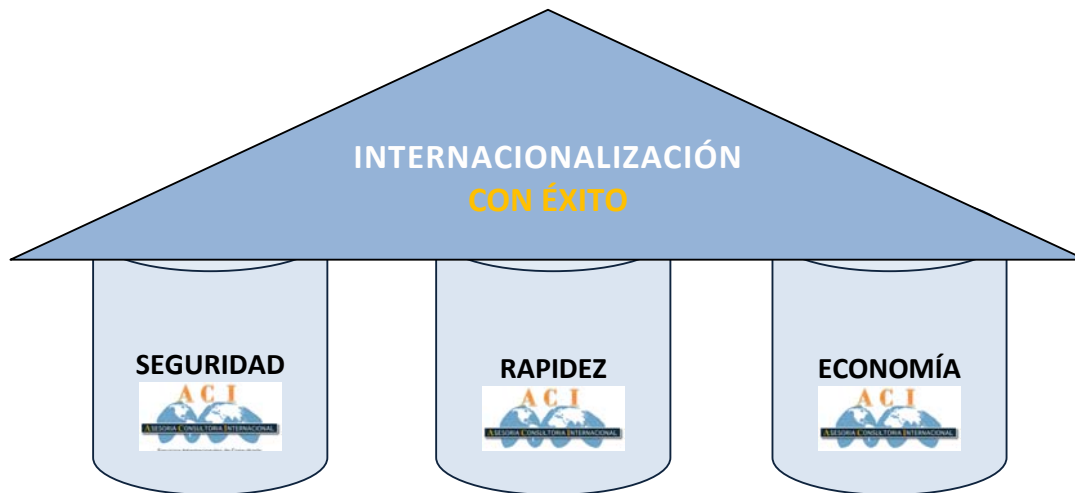 INTERNACIONALIZACIÓN
CON ÉXITO
SEGURIDAD
ACI
ASESORIA CONSULTORIA INTERNACIONAL
RAPIDEZ
ACI
ASESORIA CONSULTORIA INTERNACIONAL
ECONOMÍA
ACI
ASESORIA CONSULTORIA INTERNACIONAL